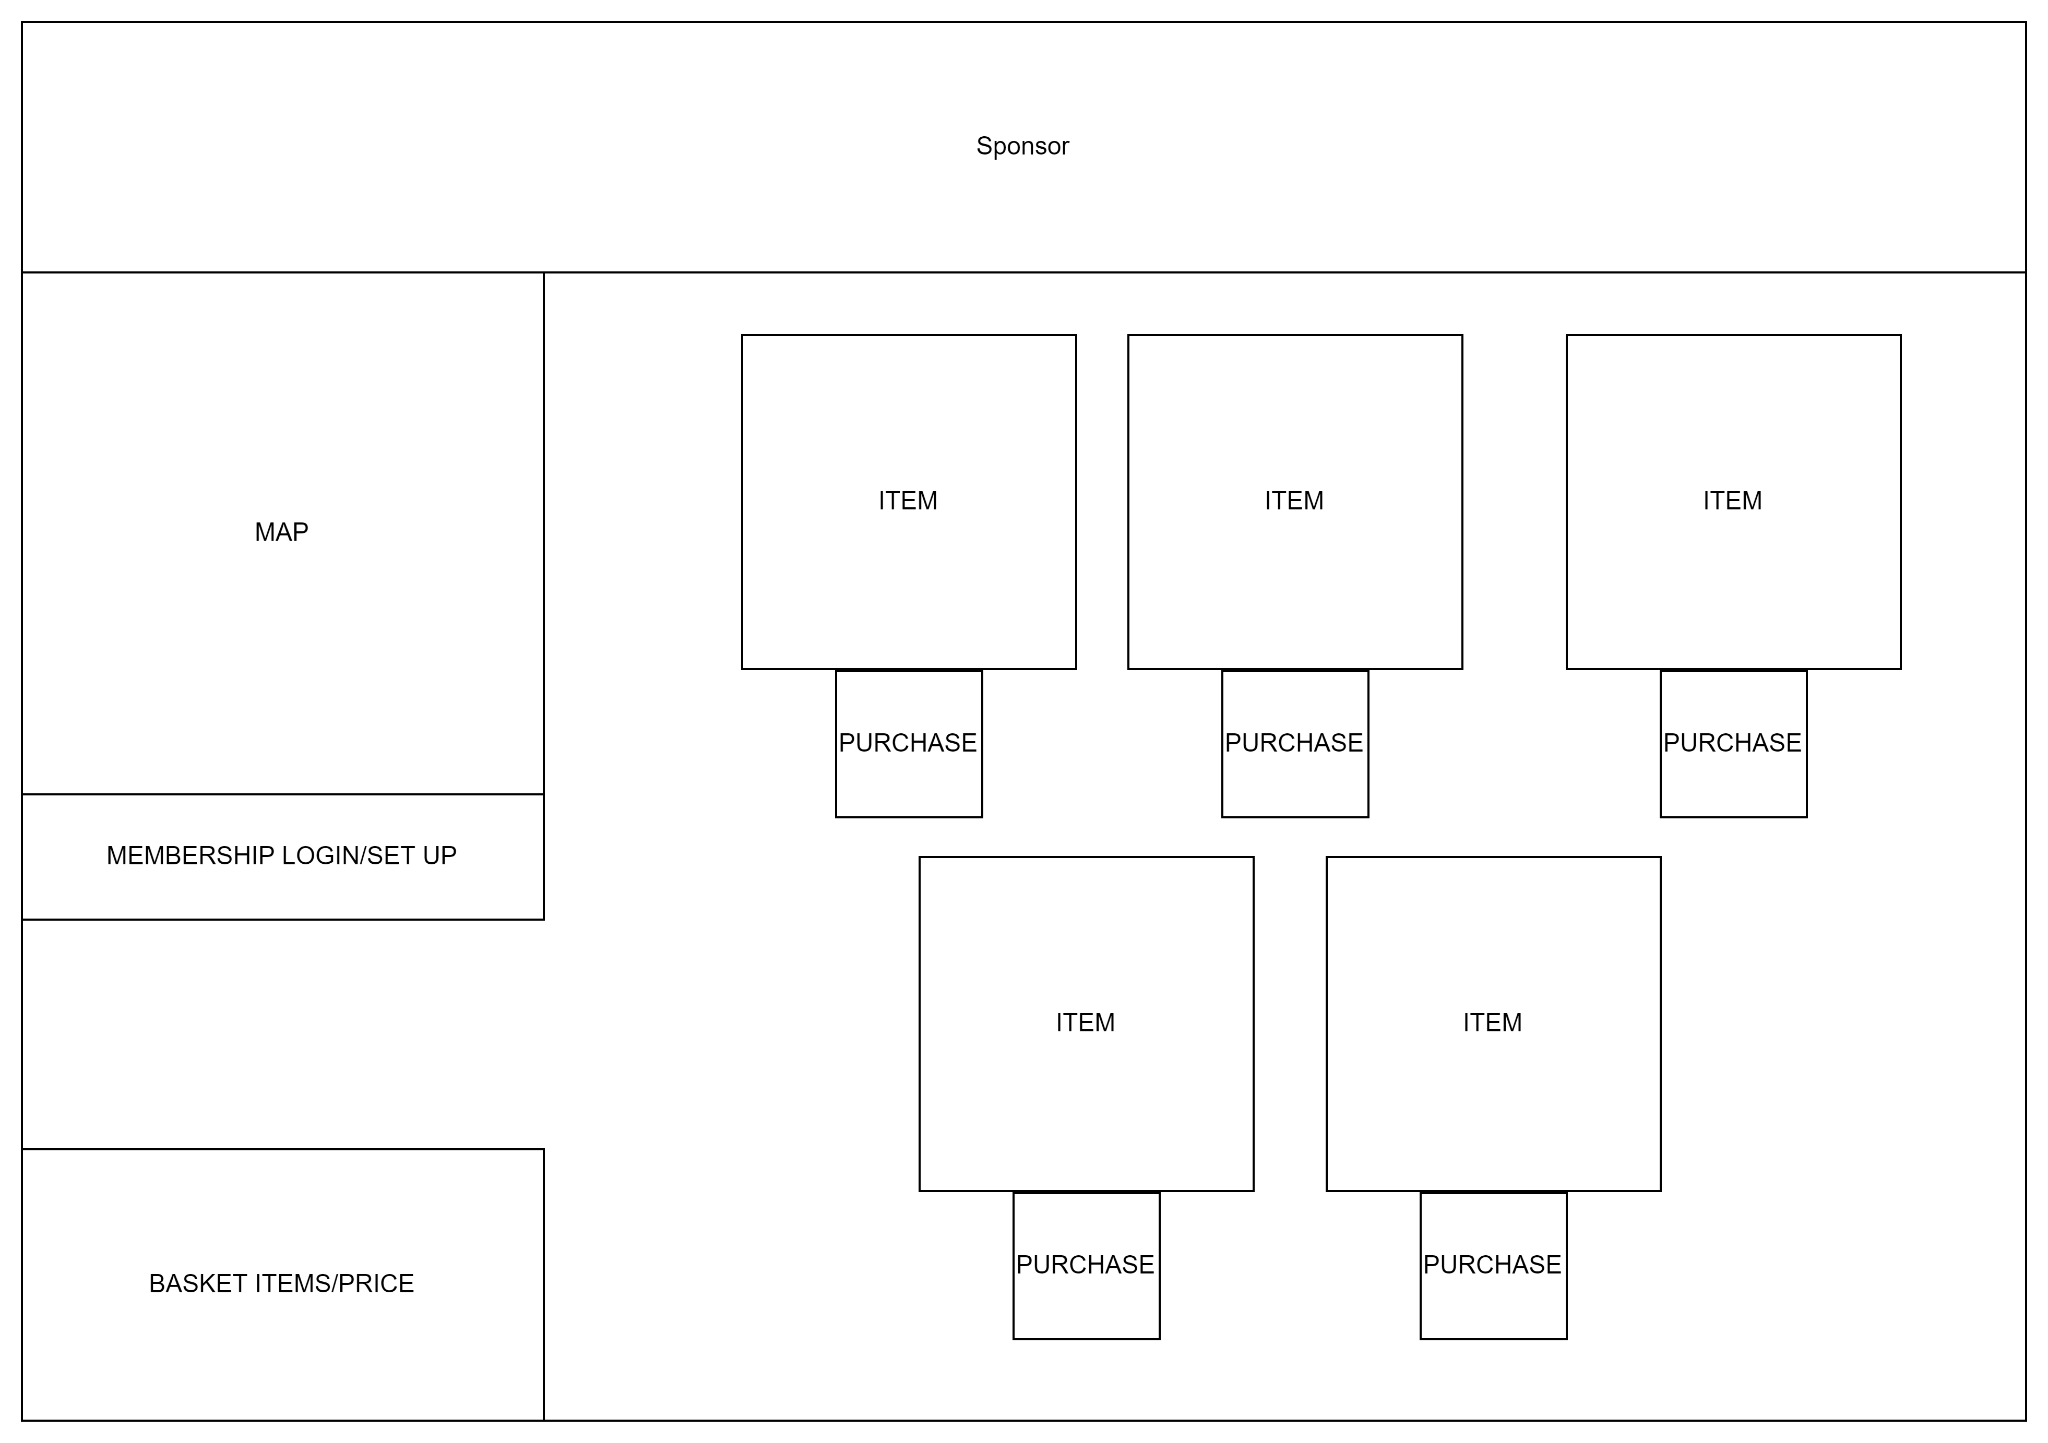 Sponsor
MAP
ITEM
ITEM
ITEM
PURCHASE
PURCHASE
PURCHASE
MEMBERSHIP LOGIN/SET UP
ITEM
ITEM
PURCHASE
PURCHASE
BASKET ITEMS/PRICE